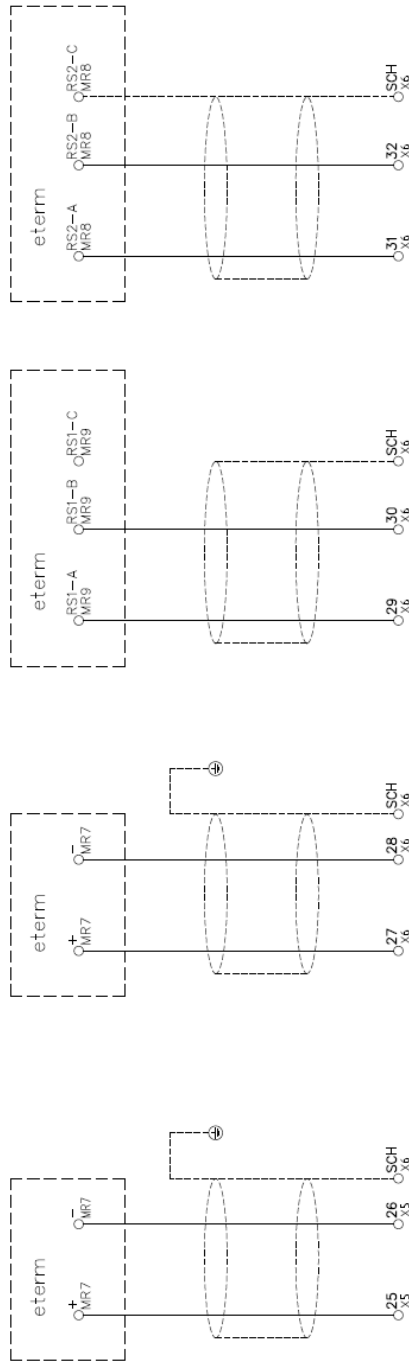 eterm
RS2-A
MR8
RS2-B
MR8
RS2-C
MR8
31
X6
32
X6
SCH
X6
eterm
RS1-A
MR9
RS1-B
MR9
RS1-C
MR9
29
X6
30
X6
SCH
X6
eterm
+
MR7
-
MR7
27
X6
28
X6
SCH
X6
eterm
+
MR7
-
MR7
25
X5
26
X5
SCH
X6